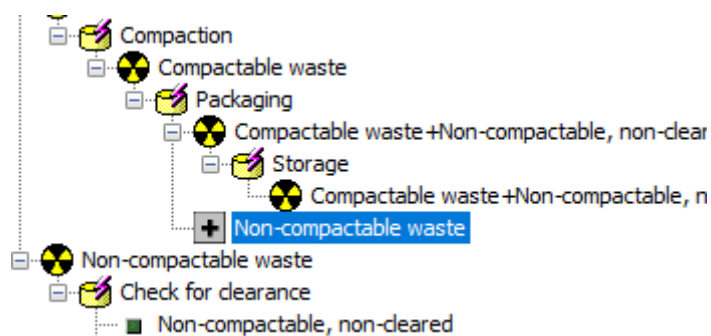 Compaction
Compactable waste
Packaging
Compactable waste+Non-compactable, non-clear
Storage
Compactable waste+Non-compactable, n
Non-compactable waste
Non-compactable waste
Check for clearance
Non-compactable, non-cleared